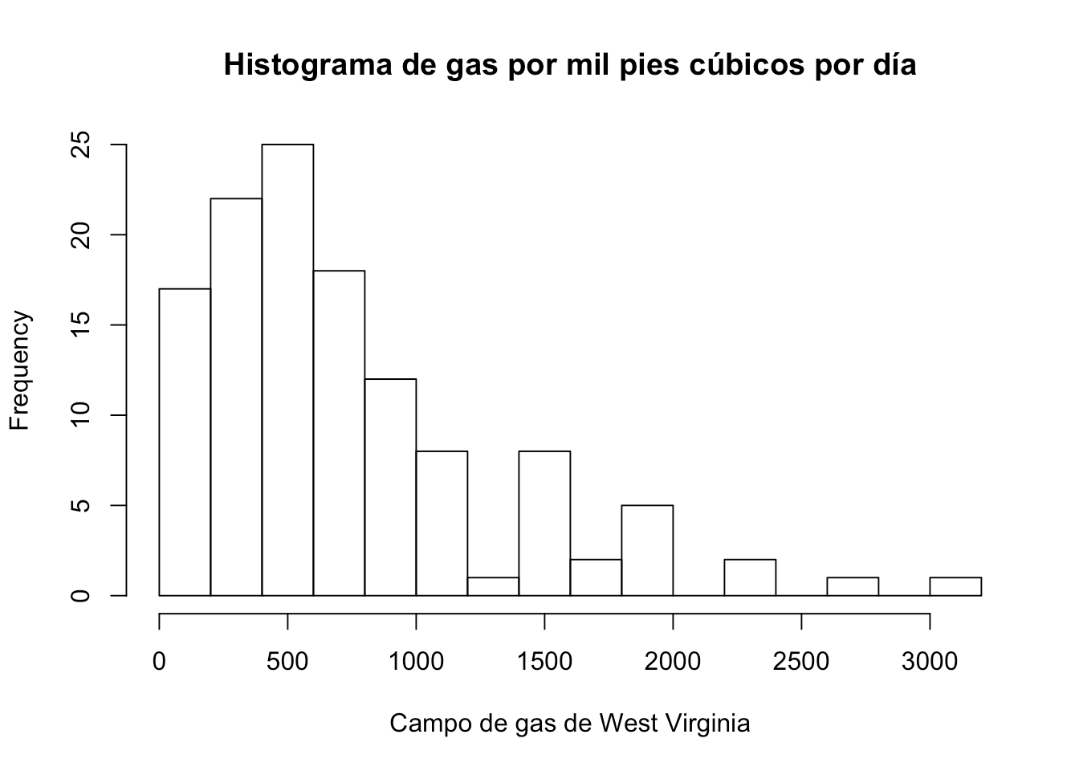 Histograma de gas por mil pies cúbicos por día
Frequency
25
20
15
10
5
0
0 500 1000 1500 2000 2500 3000
Campo de gas de West Virginia